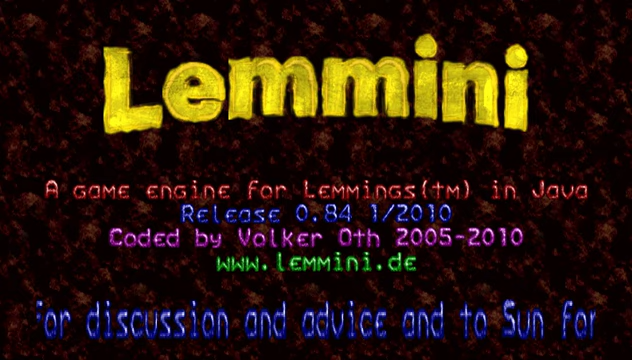 Lemmini
A game engine for Lemmings(tm) in Java
Release 0.84 1/2010
Coded by Volker Oth 2005-2010
www.lemmini.de
for discussion and advice and to Sun for